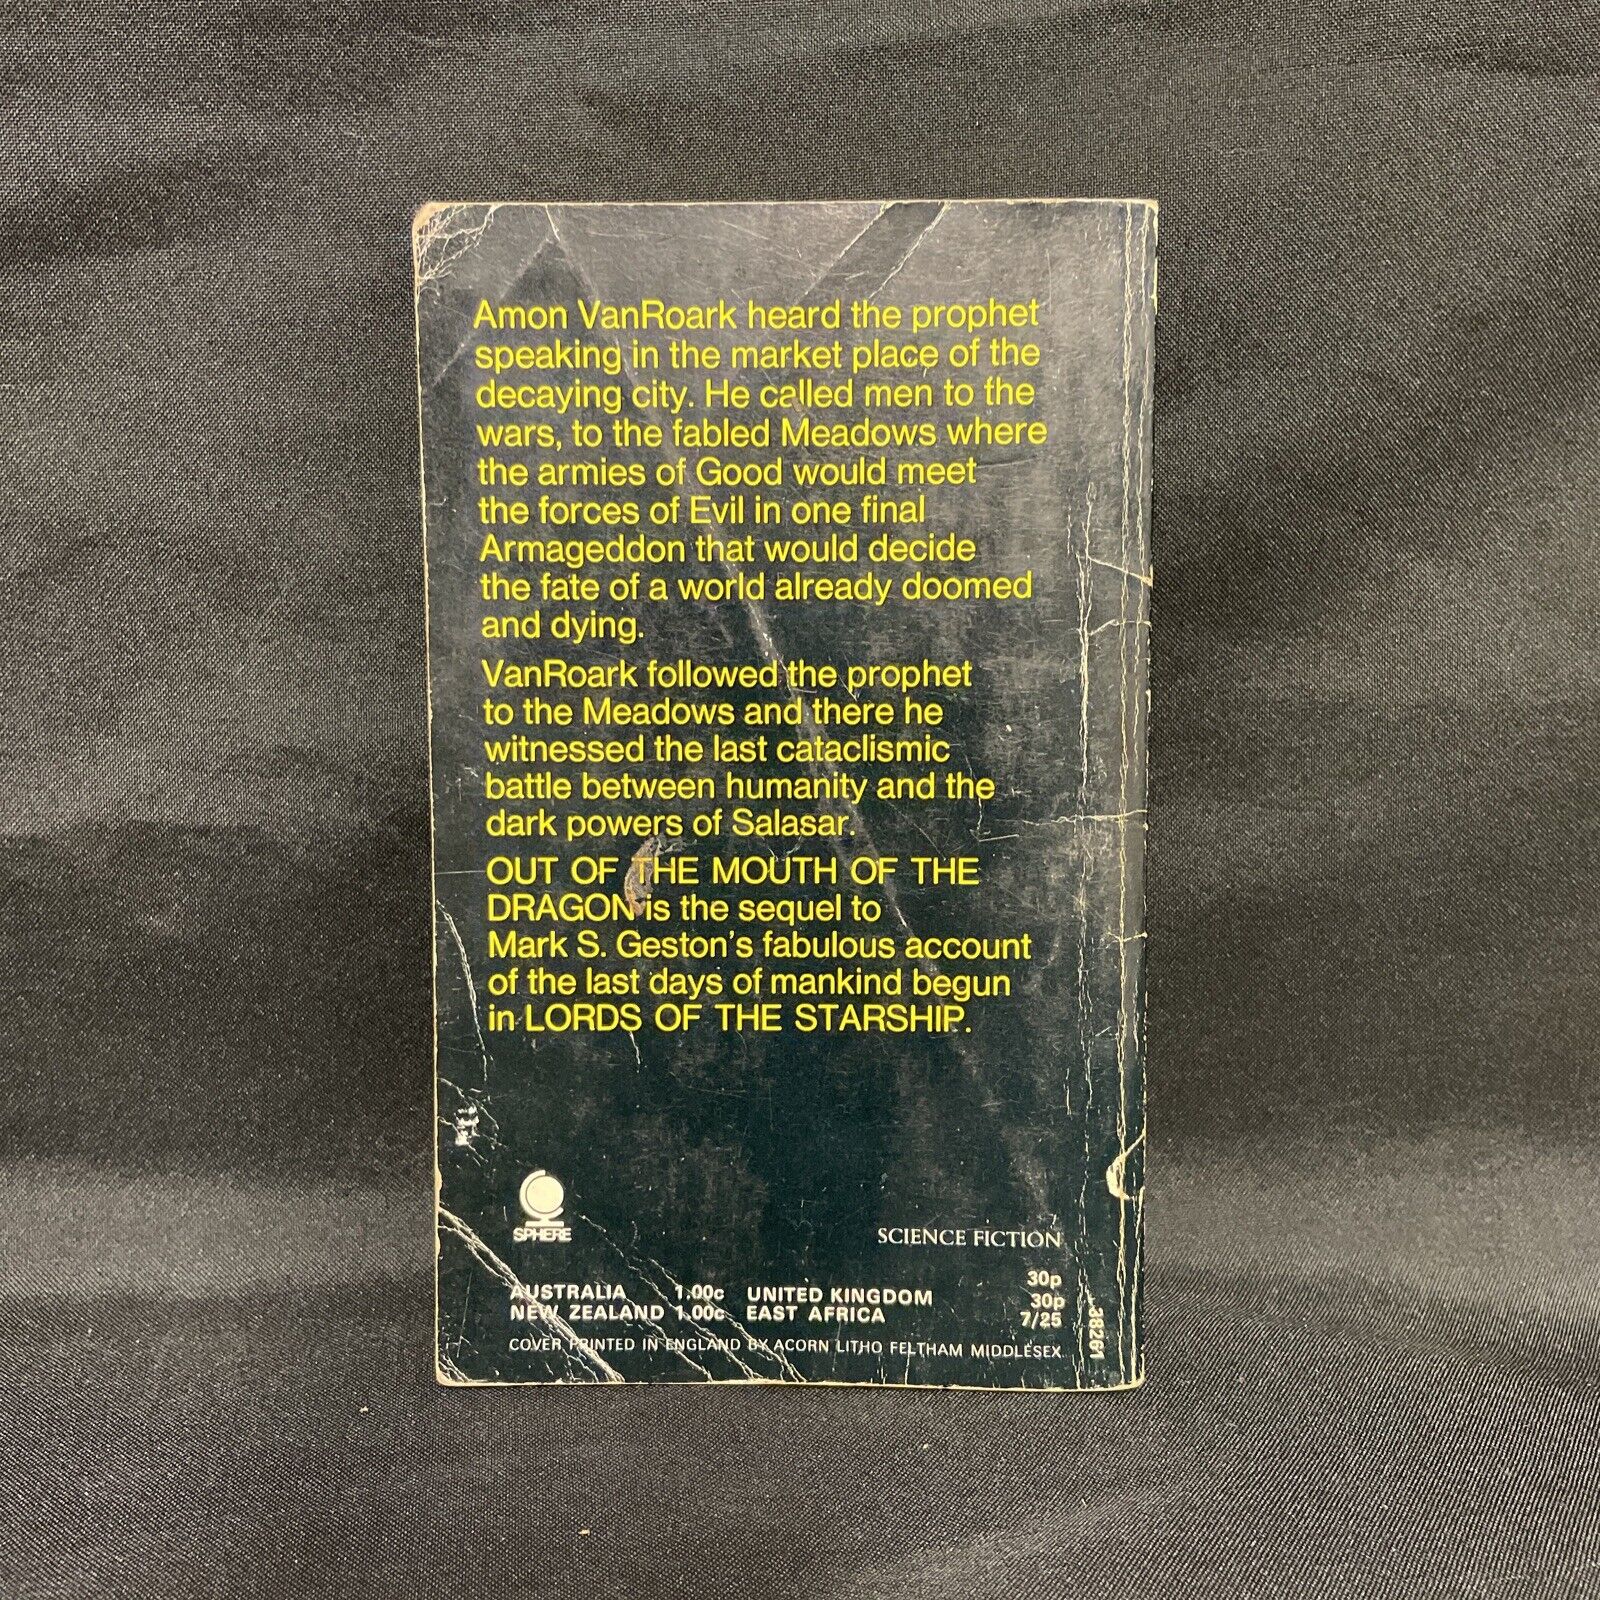 Amon VanRoark heard the prophet
speaking in the market place of the
decaying city. He called men to the
wars, to the fabled Meadows where
the armies of Good would meet
the forces of Evil in one final
Armageddon that would decide
the fate of a world already doomed
and dying.
VanRoark followed the prophet
to the Meadows and there he
witnessed the last cataclismic
battle between humanity and the
dark powers of Salasar.
OUT OF THE MOUTH OF THE
DRAGON is the sequel to
Mark S. Geston's fabulous account
of the last days of mankind begun
in LORDS OF THE STARSHIP.
SPHERE
SCIENCE FICTION
30p
AUSTRALIA 1.00c UNITED KINGDOM 30p
NEW ZEALAND 1.00c EAST AFRICA 7/25
COVER PRINTED IN ENGLAND BY ACORN LITHO FELTHAM MIDDLESEX
38261